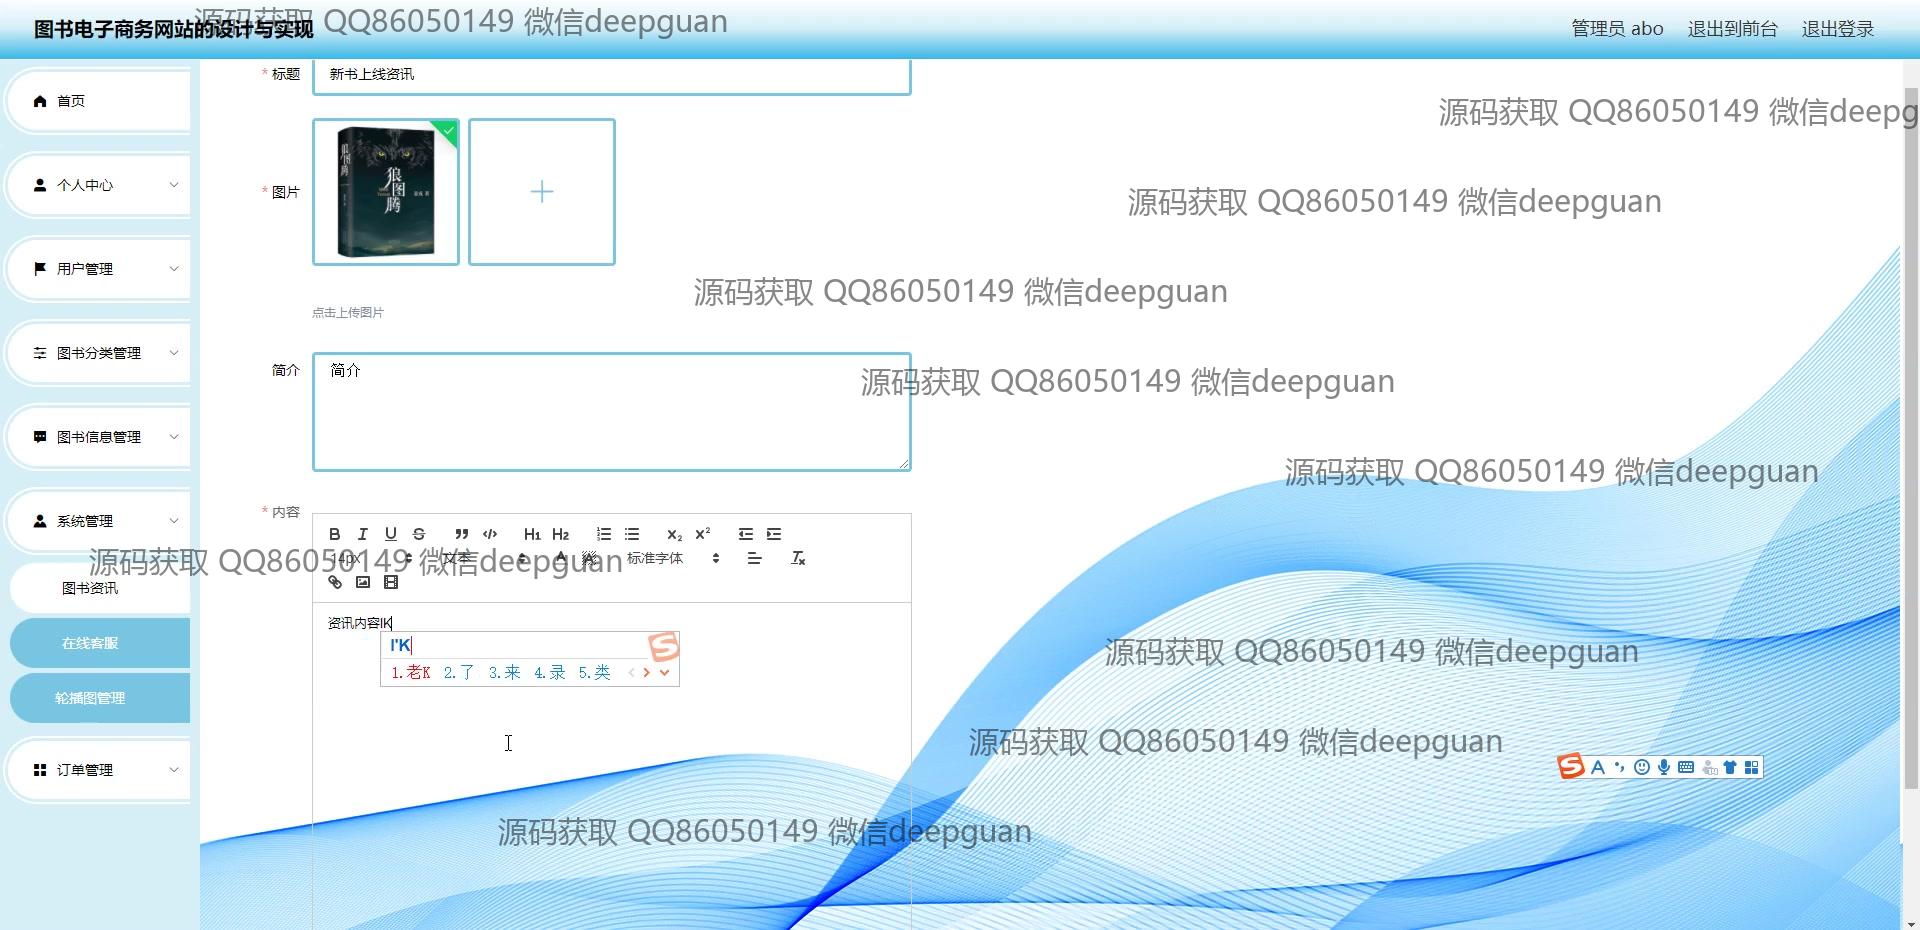 图书电子商务网站的设计与实现
源码获取 QQ86050149 微信deepguan
管理员 abo
退出到前台
退出登录
* 标题
新书上线资讯
首页
源码获取 QQ86050149 微信deepg
个人中心
* 图片
狼图腾
源码获取 QQ86050149 微信deepguan
用户管理
源码获取 QQ86050149 微信deepguan
点击上传图片
图书分类管理
简介
简介
源码获取 QQ86050149 微信deepguan
图书信息管理
源码获取 QQ86050149 微信deepguan
* 内容
系统管理
B I U S H1 H2 x2 x2
源码获取 QQ86050149 微信deepguan
14px 文本 A 标准字体
图书资讯
资讯内容lK
在线客服
l'K
源码获取 QQ86050149 微信deepguan
1.老K 2.了 3.来 4.录 5.类
轮播图管理
源码获取 QQ86050149 微信deepguan
订单管理
S A
源码获取 QQ86050149 微信deepguan